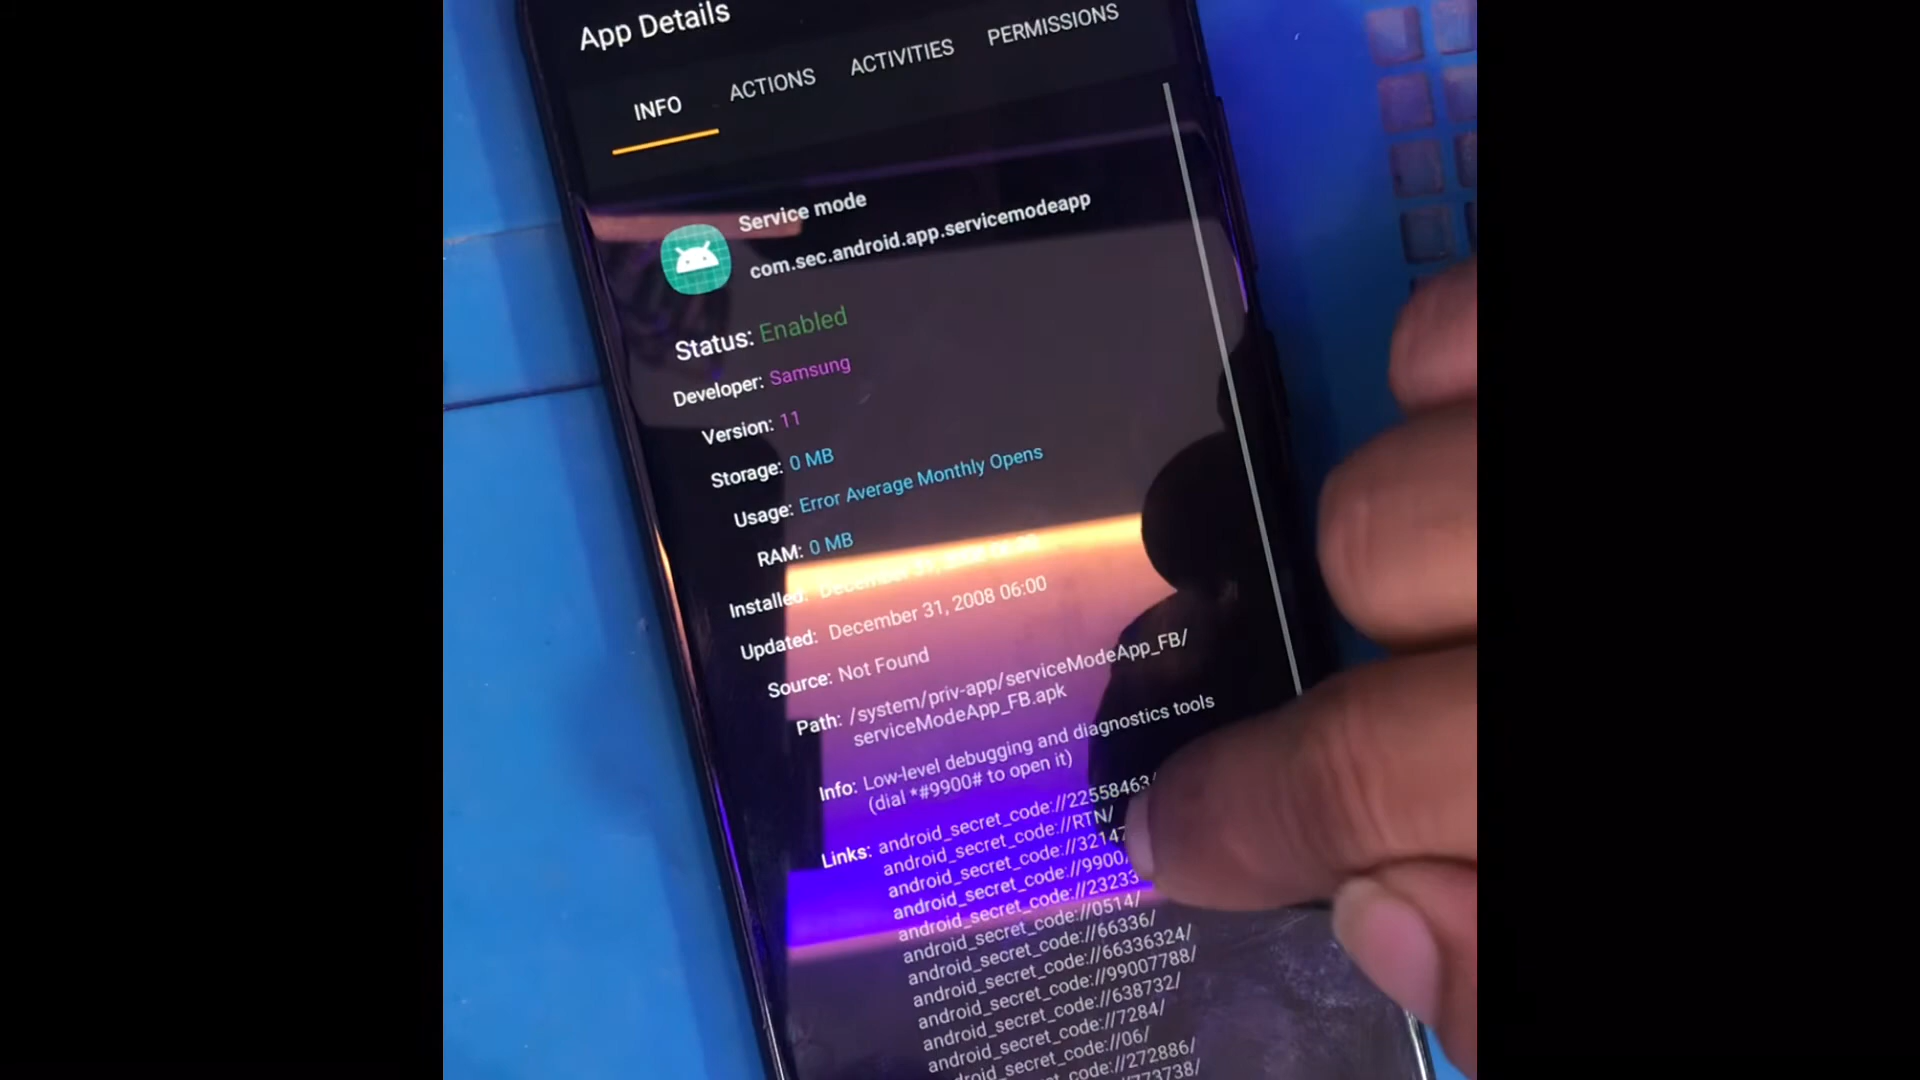 App Details
INFO ACTIONS ACTIVITIES PERMISSIONS
Service mode
com.sec.android.app.servicemodeapp
Status: Enabled
Developer: Samsung
Version: 11
Storage: 0 MB
Usage: Error Average Monthly Opens
RAM: 0 MB
Installed: December 31,
Updated: December 31, 2008 06:00
Source: Not Found
Path: /system/priv-app/serviceModeApp_FB/
serviceModeApp_FB.apk
Info: Low-level debugging and diagnostics tools
(dial *#9900# to open it)
Links: android_secret_code://22558463
android_secret_code://RTN/
android_secret_code://32147
android_secret_code://9900/
android_secret_code://23233
android_secret_code://0514/
android_secret_code://66336/
android_secret_code://66336324/
android_secret_code://99007788/
android_secret_code://638732/
android_secret_code://7284/
android_secret_code://06/
android_secret_code://272886/
773738/